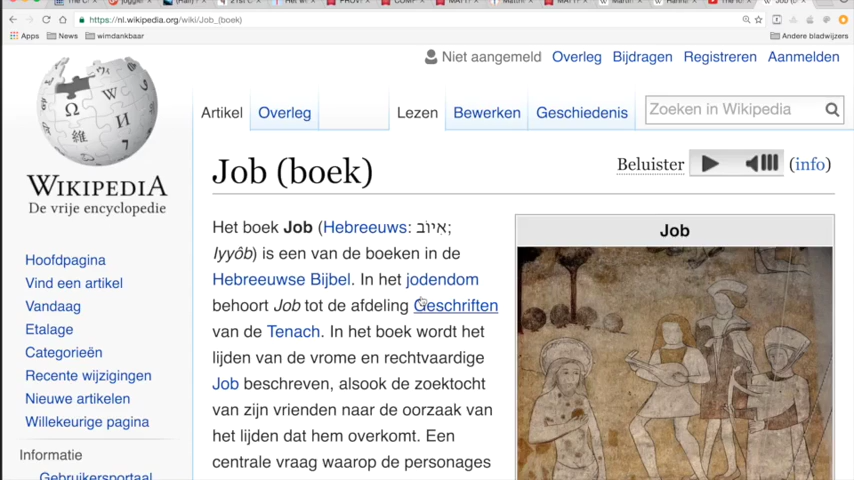 https://nl.wikipedia.org/wiki/Job_(boek)
Apps News wimdankbaar Andere bladwijzers
Niet aangemeld Overleg Bijdragen Registreren Aanmelden
Artikel Overleg Lezen Bewerken Geschiedenis Zoeken in Wikipedia
WIKIPEDIA
De vrije encyclopedie
Hoofdpagina
Vind een artikel
Vandaag
Etalage
Categorieën
Recente wijzigingen
Nieuwe artikelen
Willekeurige pagina
Informatie
Gebruikersportaal
Job (boek)
Beluister (info)
Het boek Job (Hebreeuws: אִיּוֹב;
Iyyôb) is een van de boeken in de
Hebreeuwse Bijbel. In het jodendom
behoort Job tot de afdeling Geschriften
van de Tenach. In het boek wordt het
lijden van de vrome en rechtvaardige
Job beschreven, alsook de zoektocht
van zijn vrienden naar de oorzaak van
het lijden dat hem overkomt. Een
centrale vraag waarop de personages
Job